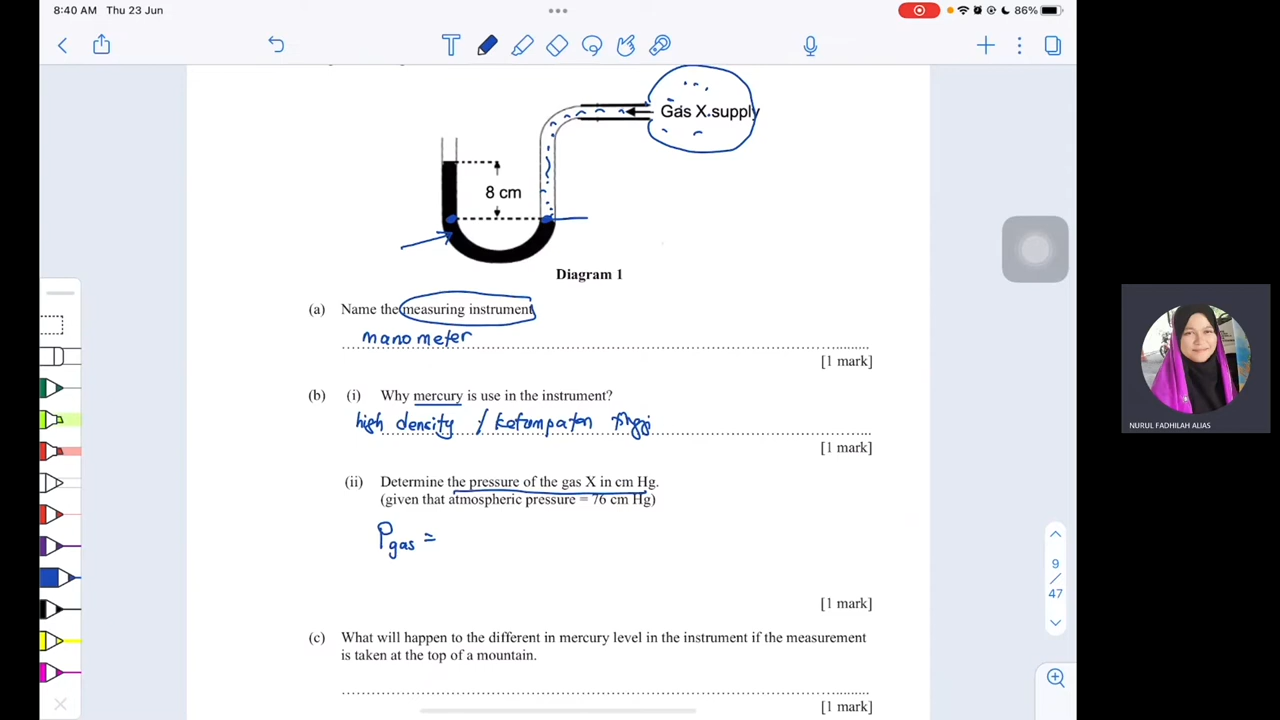 8:40 AM Thu 23 Jun
86%
Gas X supply
8 cm
Diagram 1
(a) Name the measuring instrument
manometer
[1 mark]
(b) (i) Why mercury is use in the instrument?
high density / ketumpatan tinggi
[1 mark]
(ii) Determine the pressure of the gas X in cm Hg.
(given that atmospheric pressure = 76 cm Hg)
Pgas =
[1 mark]
(c) What will happen to the different in mercury level in the instrument if the measurement
is taken at the top of a mountain.
[1 mark]
9
/
47
NURUL FADHILAH ALIAS